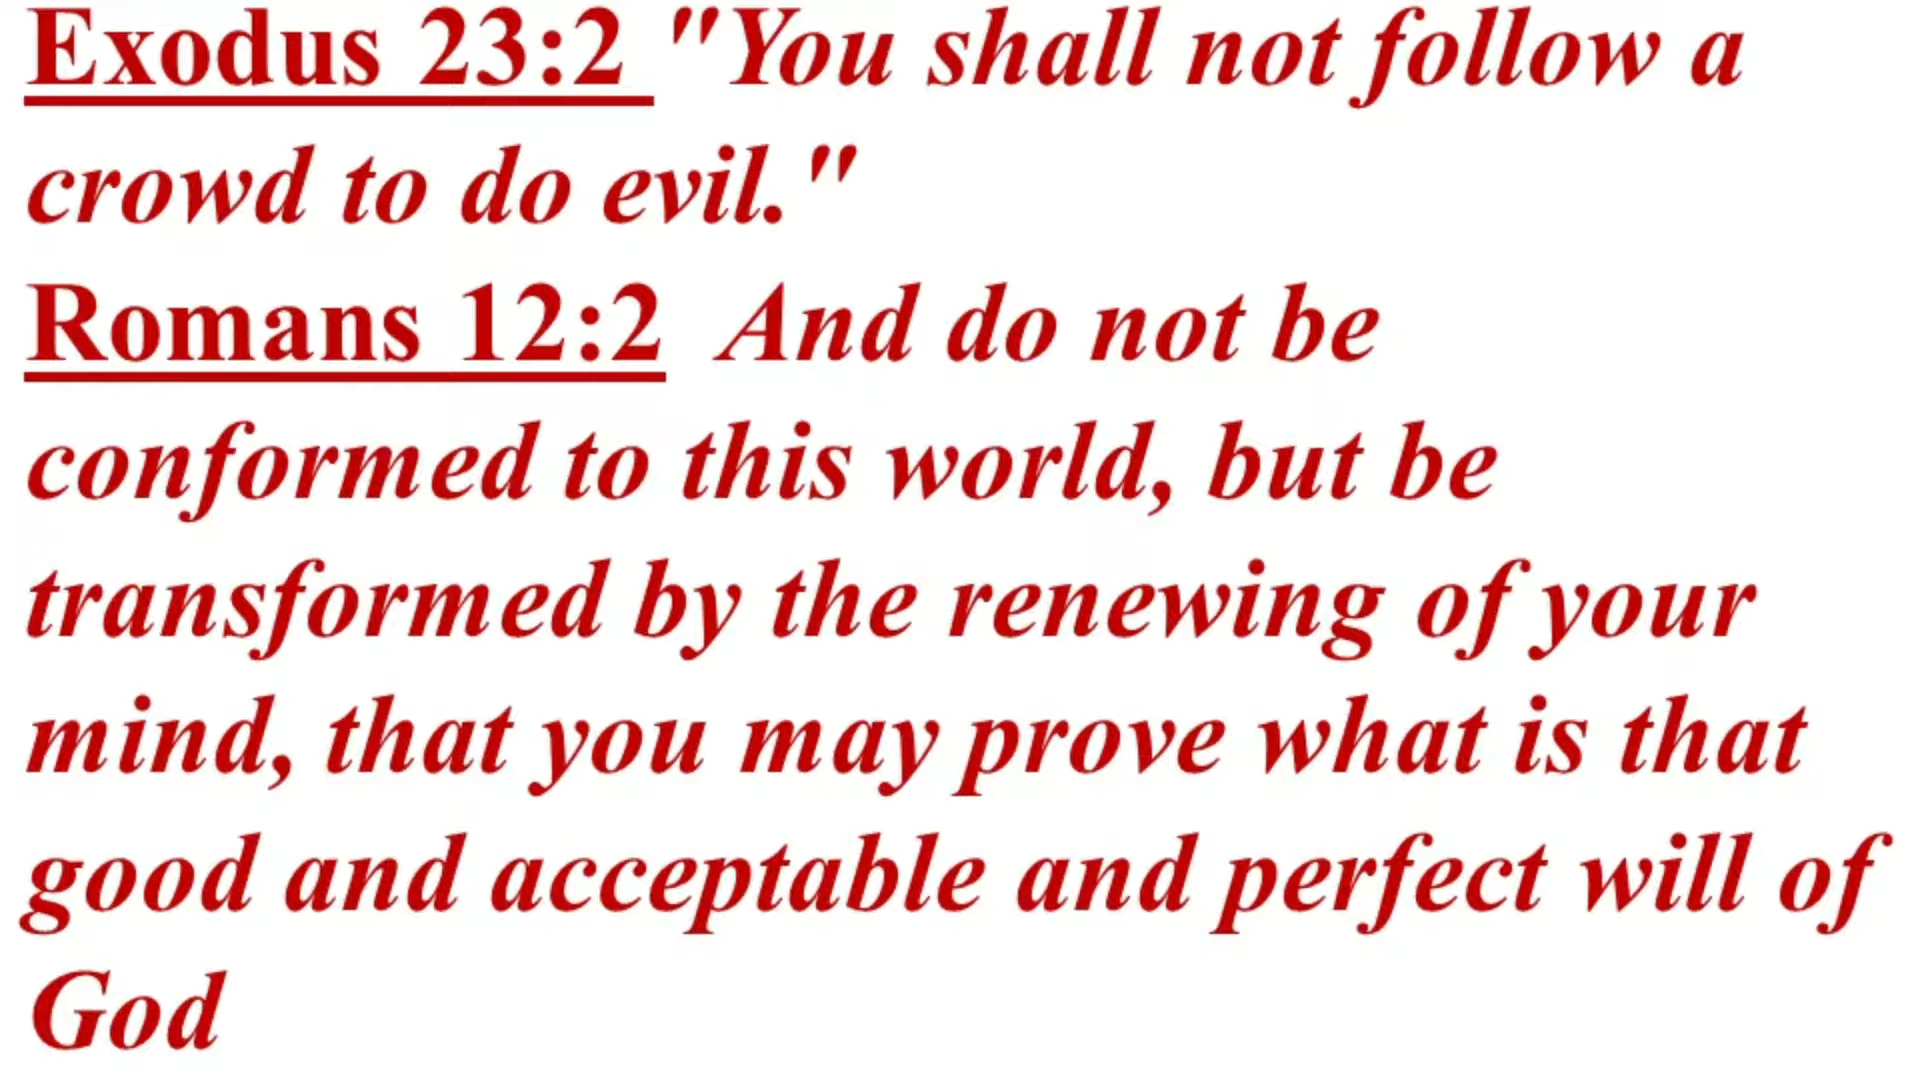 Exodus 23:2 "You shall not follow a
crowd to do evil."
Romans 12:2 And do not be
conformed to this world, but be
transformed by the renewing of your
mind, that you may prove what is that
good and acceptable and perfect will of
God